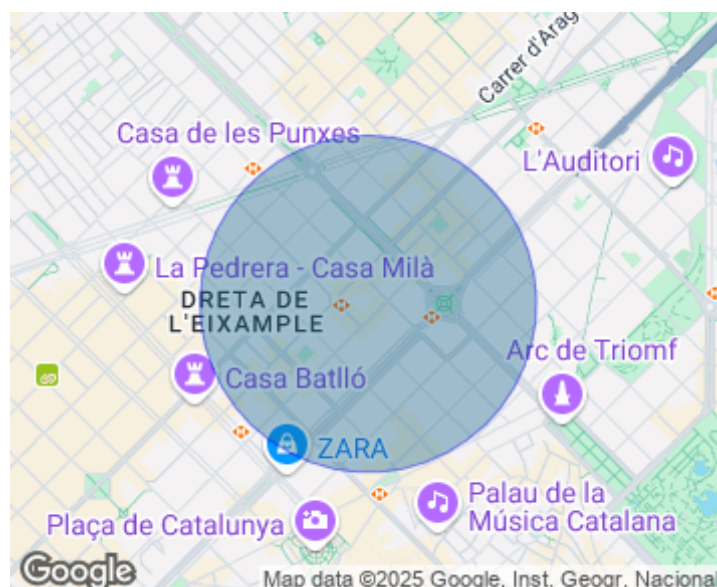 Carrer d'Arag
Casa de les Punxes
L'Auditori
La Pedrera - Casa Milà
DRETA DE
L'EIXAMPLE
Arc de Triomf
Casa Batlló
ZARA
Palau de la
Música Catalana
Plaça de Catalunya
Google
Map data ©2025 Google, Inst. Geogr. Nacional